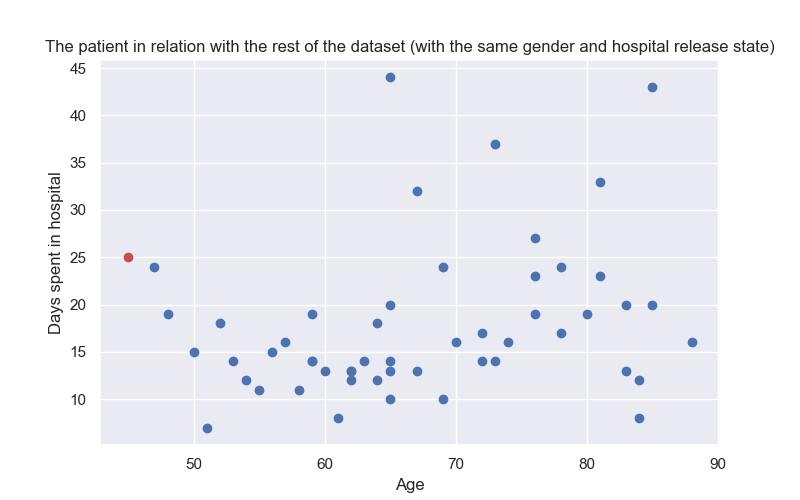 The patient in relation with the rest of the dataset (with the same gender and hospital release state)
45
40
35
30
25
20
15
10
Days spent in hospital
50 60 70 80 90
Age